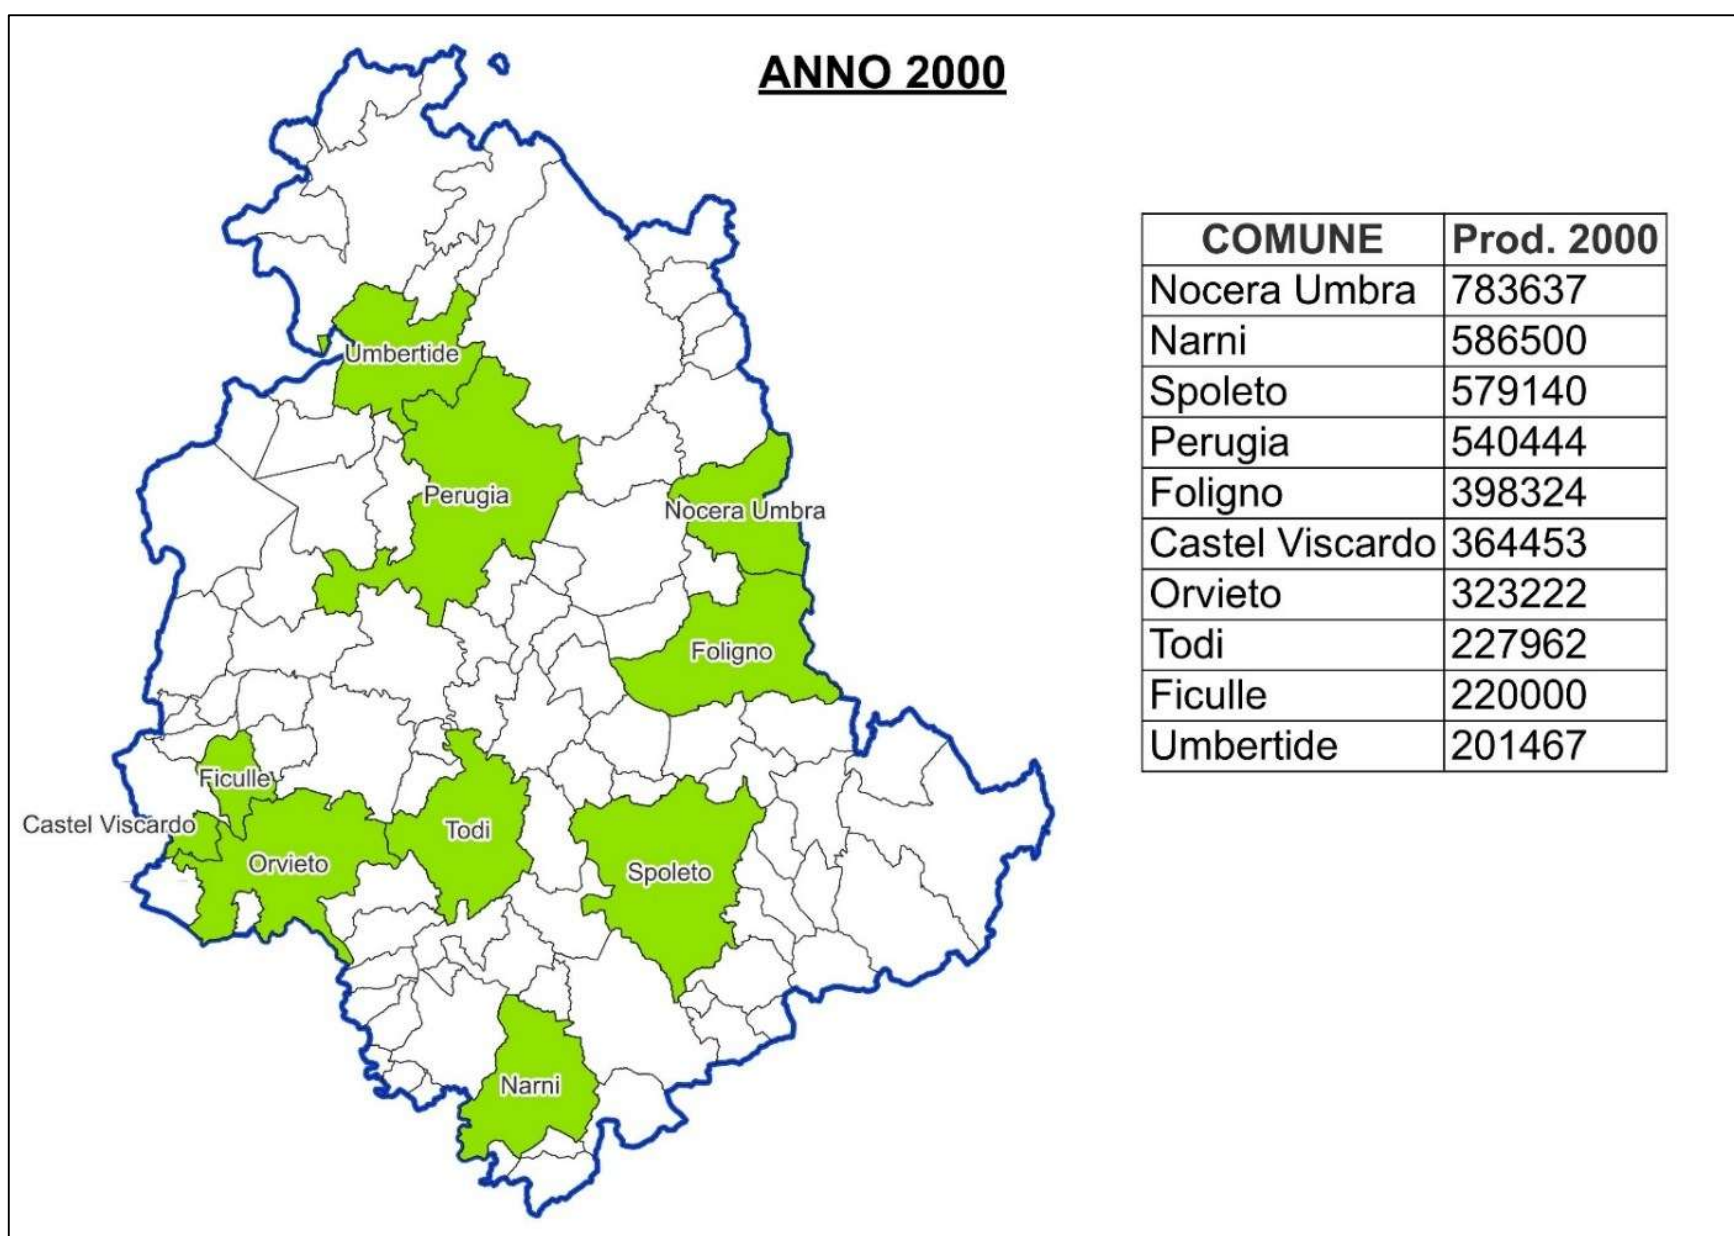 ANNO 2000
COMUNE Prod. 2000
Nocera Umbra 783637
Narni 586500
Spoleto 579140
Perugia 540444
Foligno 398324
Castel Viscardo 364453
Orvieto 323222
Todi 227962
Ficulle 220000
Umbertide 201467
Umbertide
Perugia
Nocera Umbra
Foligno
Ficulle
Castel Viscardo
Todi
Orvieto
Spoleto
Narni